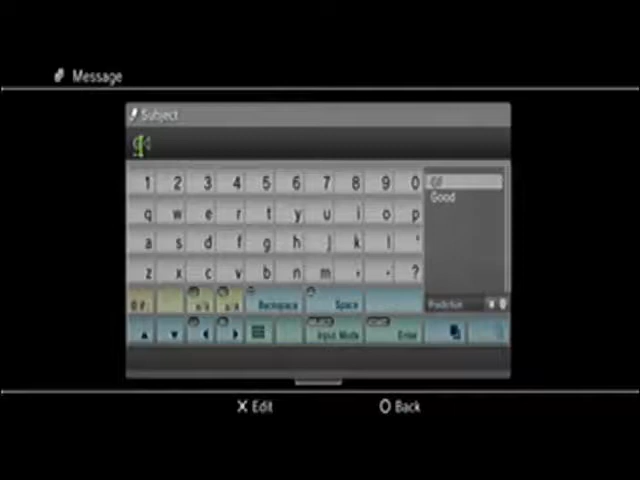 Message
Subject
1 2 3 4 5 6 7 8 9 0
q w e r t y u i o p
a s d f g h j k l '
z x c v b n m , . ?
Good
Backspace Space
Prediction
Input Mode Enter
X Edit O Back